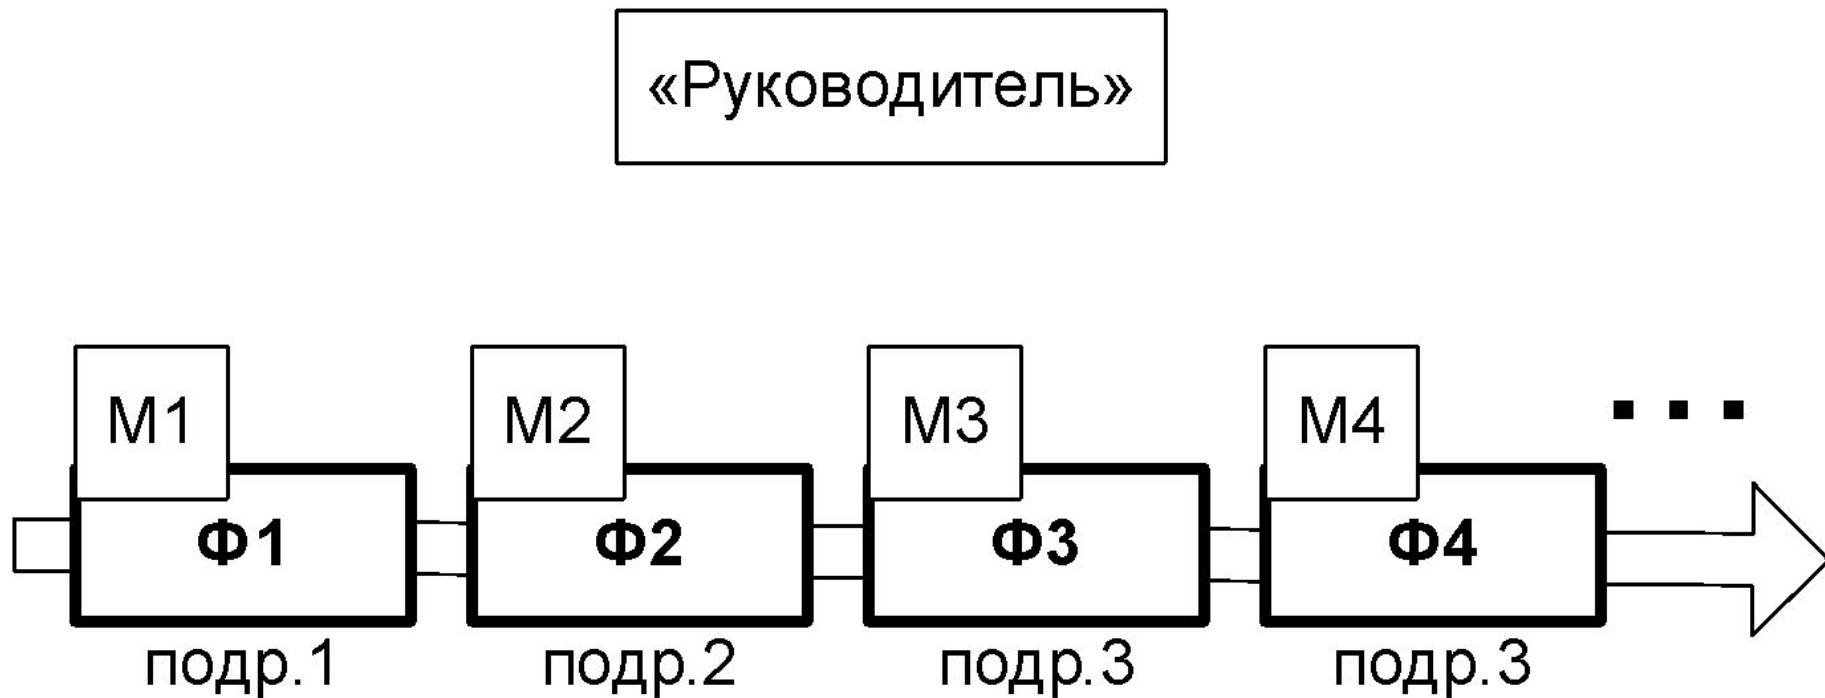 «Руководитель»
М1 М2 М3 М4 ...
Ф1 Ф2 Ф3 Ф4
подр.1 подр.2 подр.3 подр.3